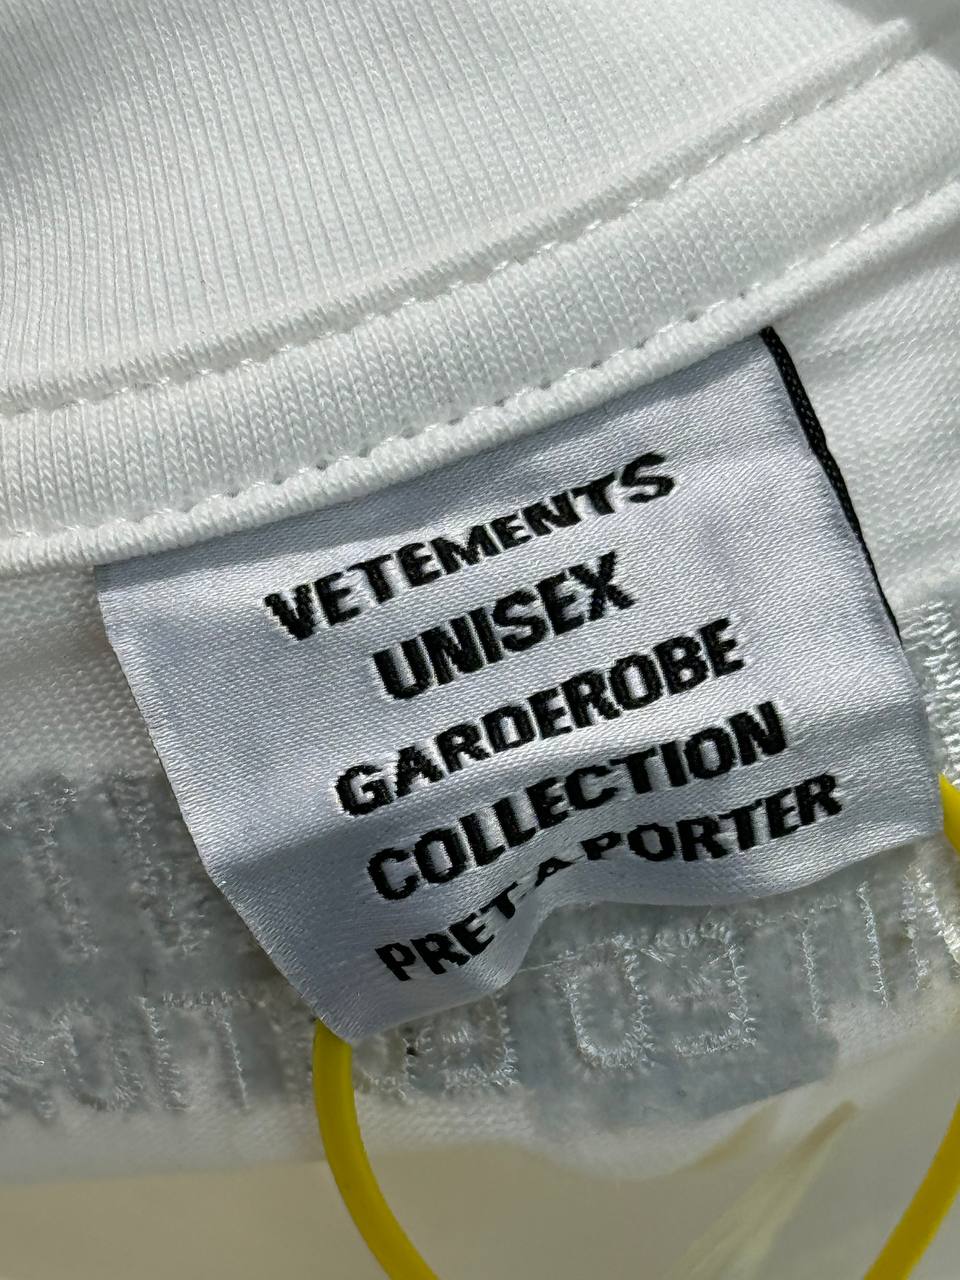 VETEMENTS
UNISEX
GARDEROBE
COLLECTION
PRET A PORTER